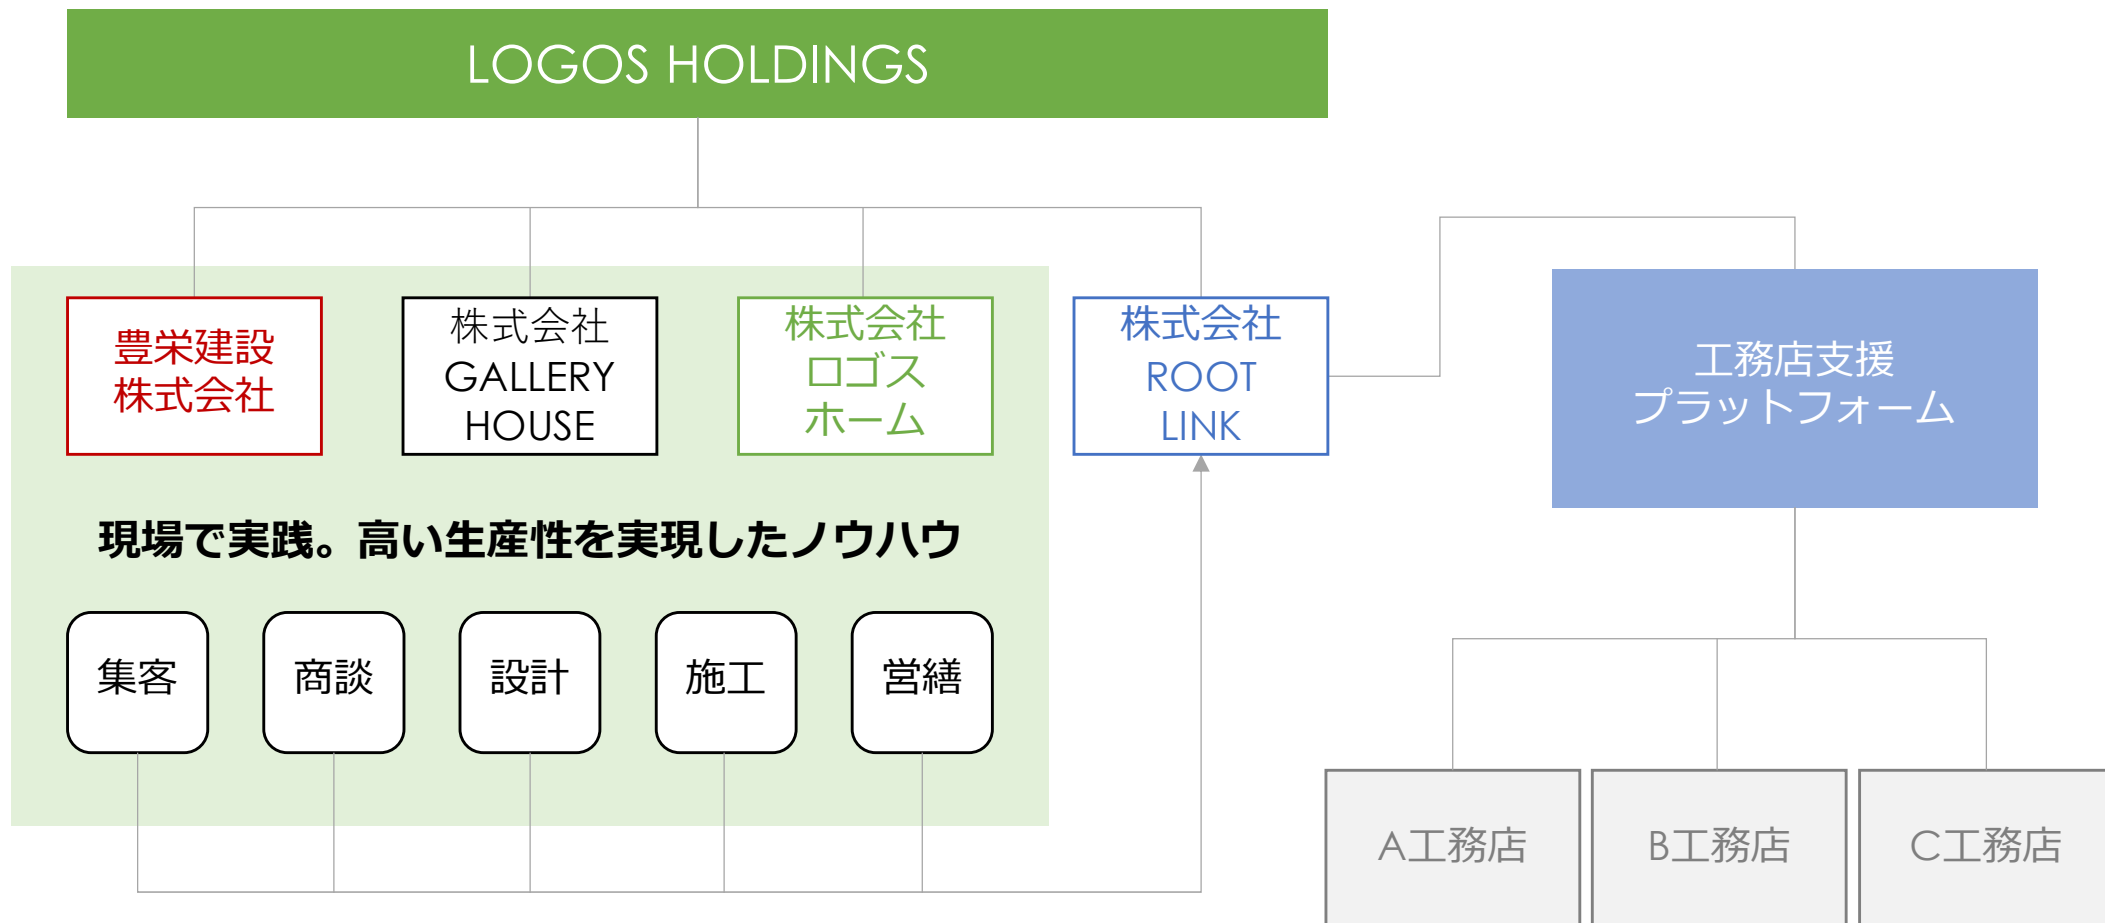 LOGOS HOLDINGS
豊栄建設
株式会社
株式会社
GALLERY
HOUSE
株式会社
ロゴス
ホーム
株式会社
ROOT
LINK
工務店支援
プラットフォーム
現場で実践。高い生産性を実現したノウハウ
集客
商談
設計
施工
営繕
A工務店
B工務店
C工務店